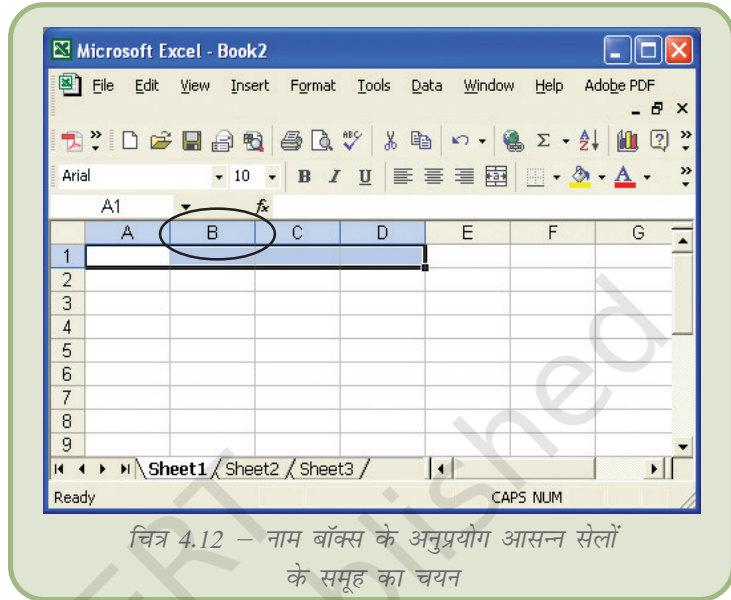 Microsoft Excel - Book2
File Edit View Insert Format Tools Data Window Help Adobe PDF
Arial 10 B I U A
A1 fx
A B C D E F G
1
2
3
4
5
6
7
8
9
Sheet1 / Sheet2 / Sheet3 /
Ready CAPS NUM
चित्र 4.12 – नाम बॉक्स के अनुप्रयोग आसन्न सेलों
के समूह का चयन